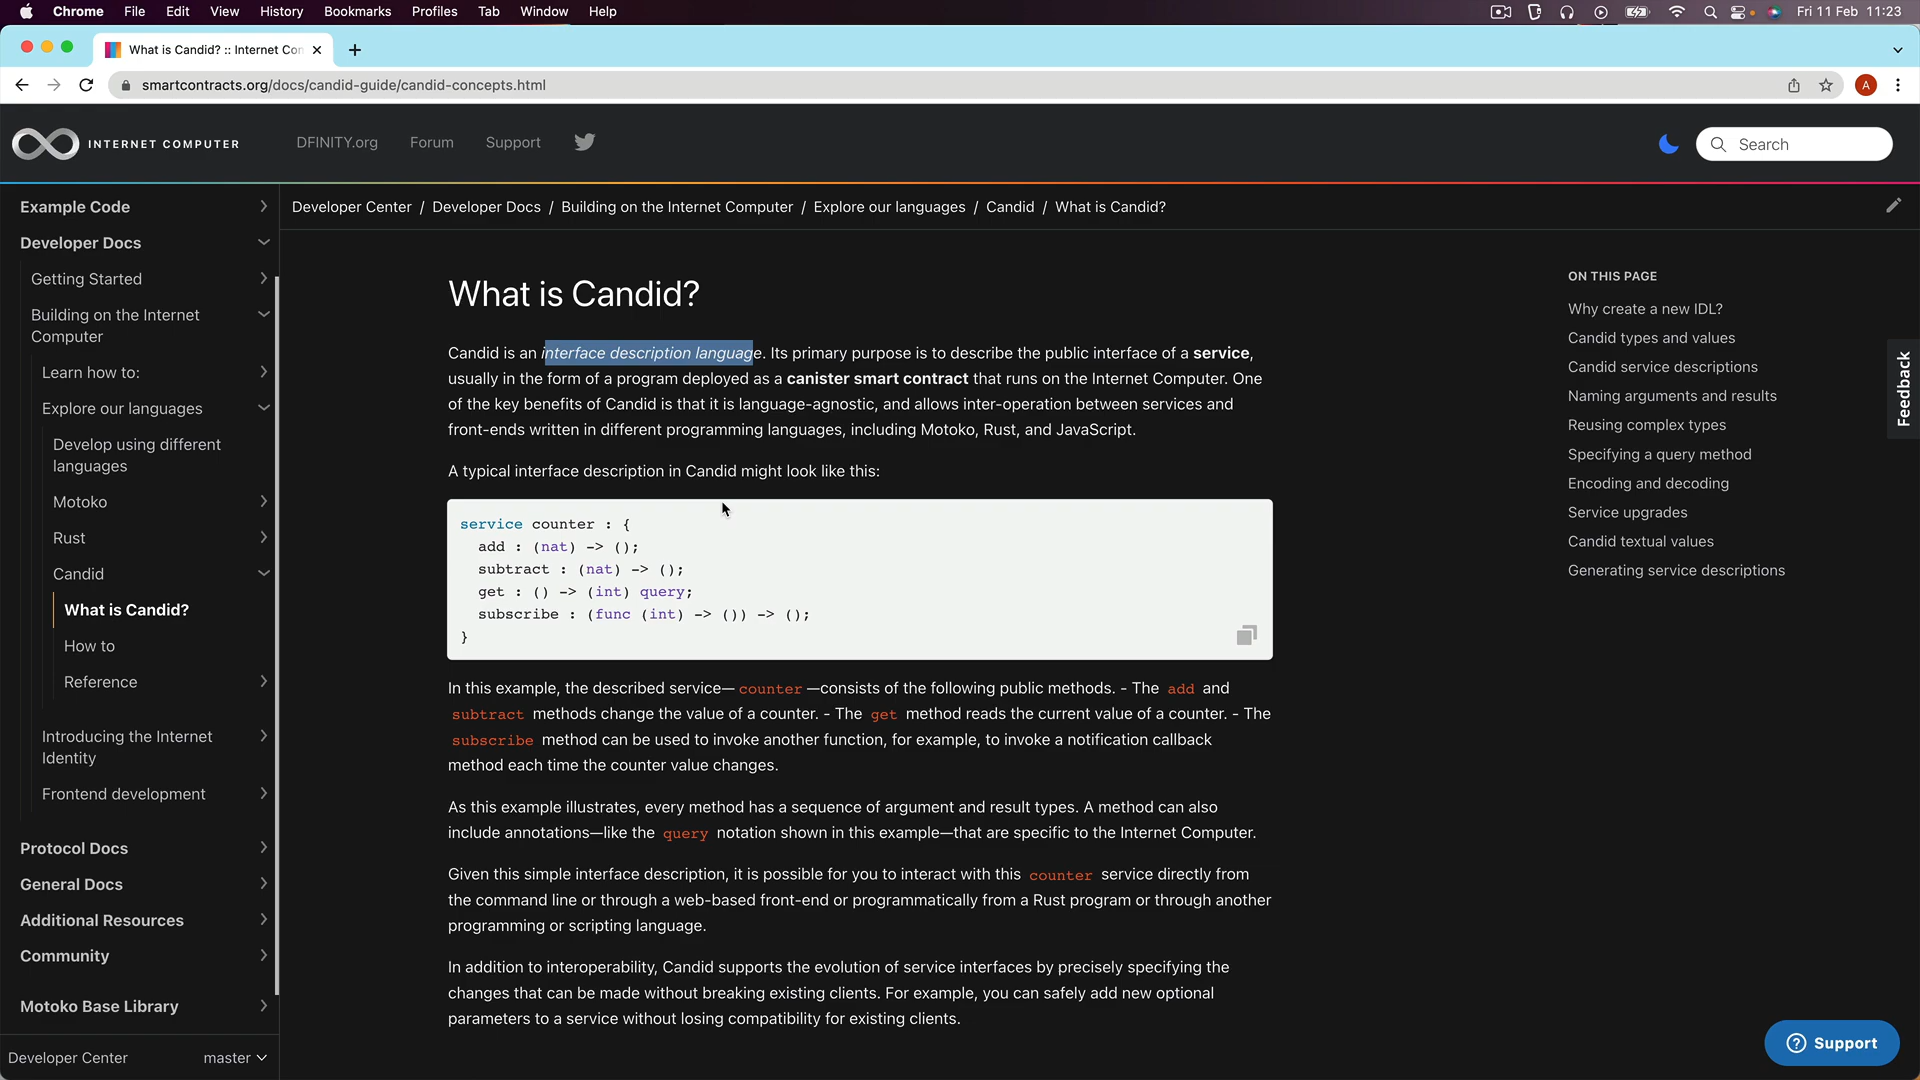 Chrome File Edit View History Bookmarks Profiles Tab Window Help
Fri 11 Feb 11:23
What is Candid? :: Internet Con
smartcontracts.org/docs/candid-guide/candid-concepts.html
A
INTERNET COMPUTER
DFINITY.org Forum Support
Search
Example Code
Developer Docs
Getting Started
Building on the Internet
Computer
Learn how to:
Explore our languages
Develop using different
languages
Motoko
Rust
Candid
What is Candid?
How to
Reference
Introducing the Internet
Identity
Frontend development
Protocol Docs
General Docs
Additional Resources
Community
Motoko Base Library
Developer Center master
Developer Center / Developer Docs / Building on the Internet Computer / Explore our languages / Candid / What is Candid?
What is Candid?
Candid is an interface description language. Its primary purpose is to describe the public interface of a service,
usually in the form of a program deployed as a canister smart contract that runs on the Internet Computer. One
of the key benefits of Candid is that it is language-agnostic, and allows inter-operation between services and
front-ends written in different programming languages, including Motoko, Rust, and JavaScript.
A typical interface description in Candid might look like this:
service counter : {
  add : (nat) -> ();
  subtract : (nat) -> ();
  get : () -> (int) query;
  subscribe : (func (int) -> ()) -> ();
}
In this example, the described service— counter —consists of the following public methods. - The add and
subtract methods change the value of a counter. - The get method reads the current value of a counter. - The
subscribe method can be used to invoke another function, for example, to invoke a notification callback
method each time the counter value changes.
As this example illustrates, every method has a sequence of argument and result types. A method can also
include annotations—like the query notation shown in this example—that are specific to the Internet Computer.
Given this simple interface description, it is possible for you to interact with this counter service directly from
the command line or through a web-based front-end or programmatically from a Rust program or through another
programming or scripting language.
In addition to interoperability, Candid supports the evolution of service interfaces by precisely specifying the
changes that can be made without breaking existing clients. For example, you can safely add new optional
parameters to a service without losing compatibility for existing clients.
ON THIS PAGE
Why create a new IDL?
Candid types and values
Candid service descriptions
Naming arguments and results
Reusing complex types
Specifying a query method
Encoding and decoding
Service upgrades
Candid textual values
Generating service descriptions
Feedback
Support